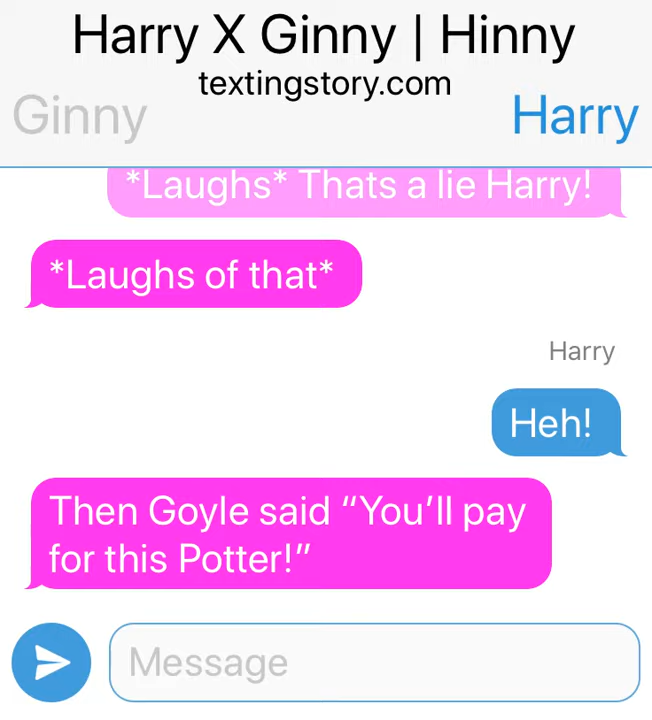 Harry X Ginny | Hinny
textingstory.com
Ginny
Harry
*Laughs* Thats a lie Harry!
*Laughs of that*
Harry
Heh!
Then Goyle said “You’ll pay
for this Potter!”
Message